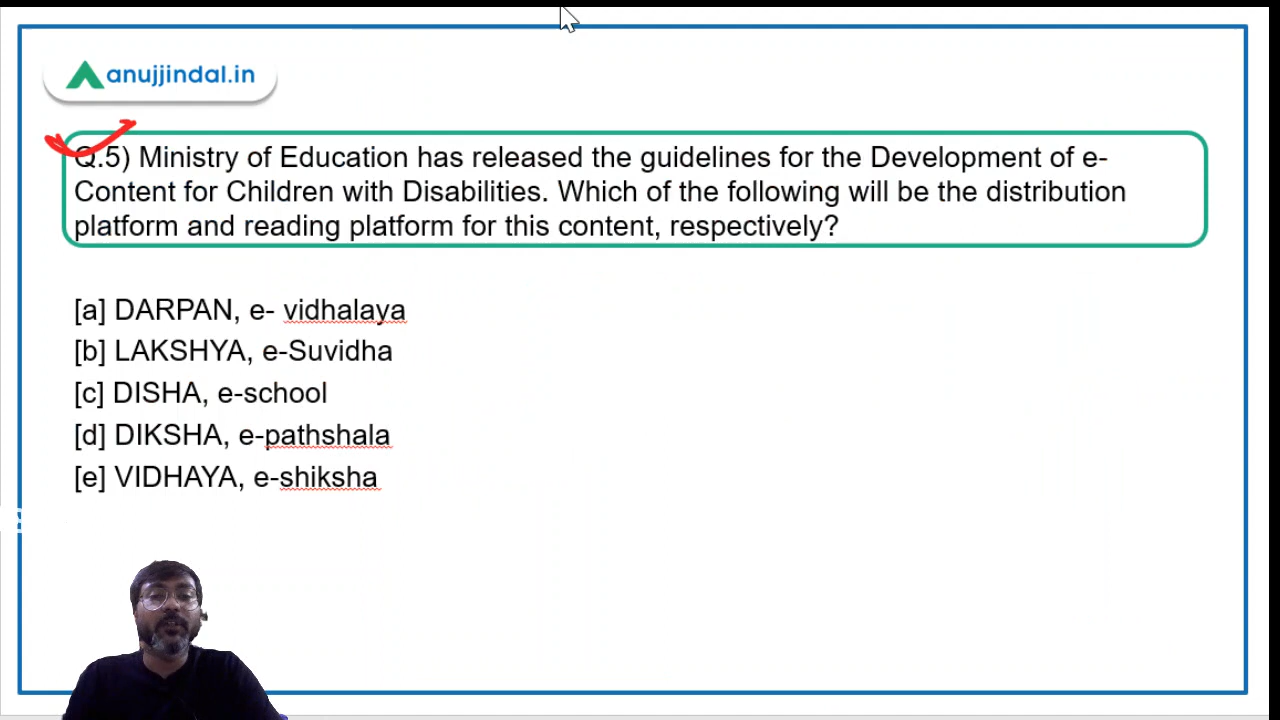 anujjindal.in
Q.5) Ministry of Education has released the guidelines for the Development of e-
Content for Children with Disabilities. Which of the following will be the distribution
platform and reading platform for this content, respectively?
[a] DARPAN, e- vidhalaya
[b] LAKSHYA, e-Suvidha
[c] DISHA, e-school
[d] DIKSHA, e-pathshala
[e] VIDHAYA, e-shiksha